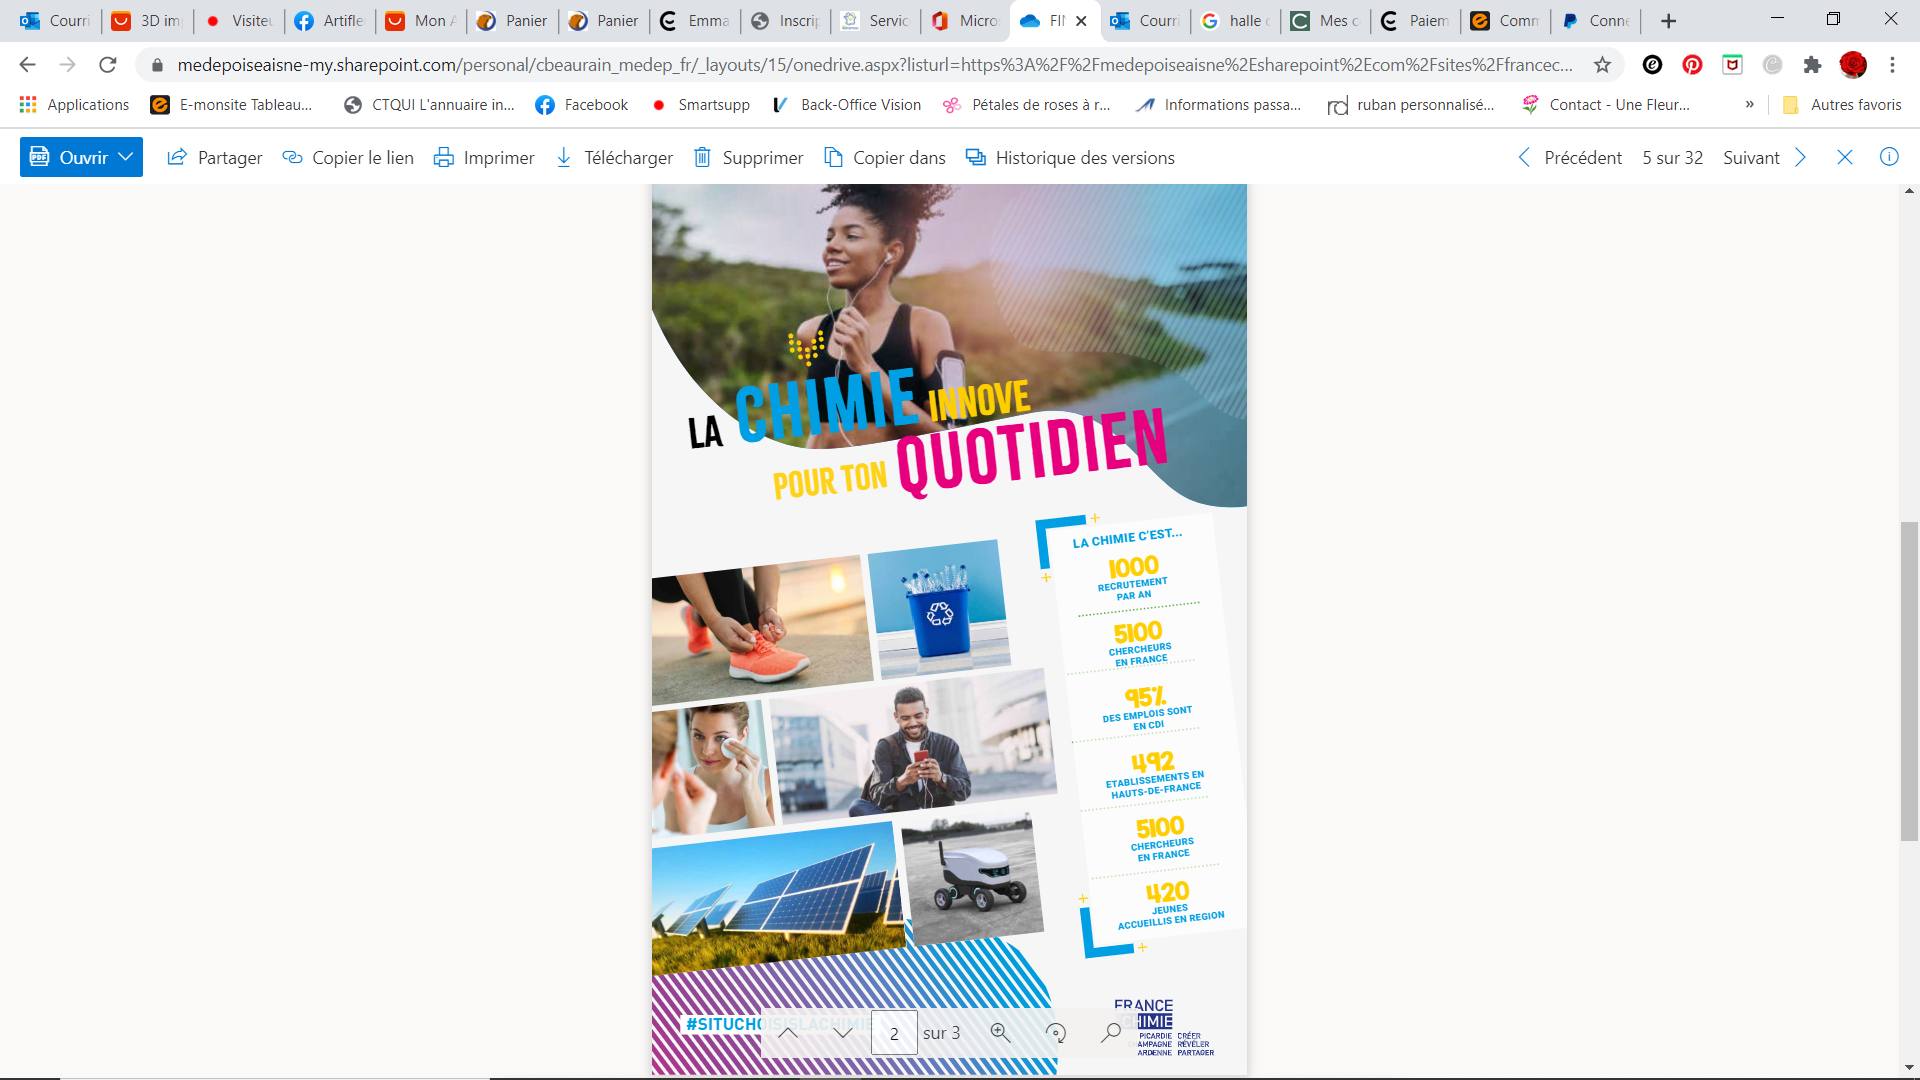 Courri
3D im
Visiteu
Artifle
Mon A
Panier
Panier
Emma
Inscrip
Servic
Micro
FIN
Courri
halle
Mes c
Paiem
Comm
Conne
medepoiseaisne-my.sharepoint.com/personal/cbeaurain_medep_fr/_layouts/15/onedrive.aspx?listurl=https%3A%2F%2Fmedepoiseaisne%2Esharepoint%2Ecom%2Fsites%2Ffrancec...
Applications
E-monsite Tableau...
CTQUI L'annuaire in...
Facebook
Smartsupp
Back-Office Vision
Pétales de roses à r...
Informations passa...
ruban personnalisé...
Contact - Une Fleur...
»
Autres favoris
Ouvrir
Partager
Copier le lien
Imprimer
Télécharger
Supprimer
Copier dans
Historique des versions
Précédent
5 sur 32
Suivant
LA CHIMIE INNOVE
POUR TON QUOTIDIEN
LA CHIMIE C'EST...
1000
RECRUTEMENT
PAR AN
5100
CHERCHEURS
EN FRANCE
95%
DES EMPLOIS SONT
EN CDI
492
ETABLISSEMENTS EN
HAUTS-DE-FRANCE
5100
CHERCHEURS
EN FRANCE
420
JEUNES
ACCUEILLIS EN REGION
#SITUCHOISISLACHIMIE
2 sur 3
FRANCE
CHIMIE
PICARDIE
CHAMPAGNE
ARDENNE
CRÉER
RÉVÉLER
PARTAGER